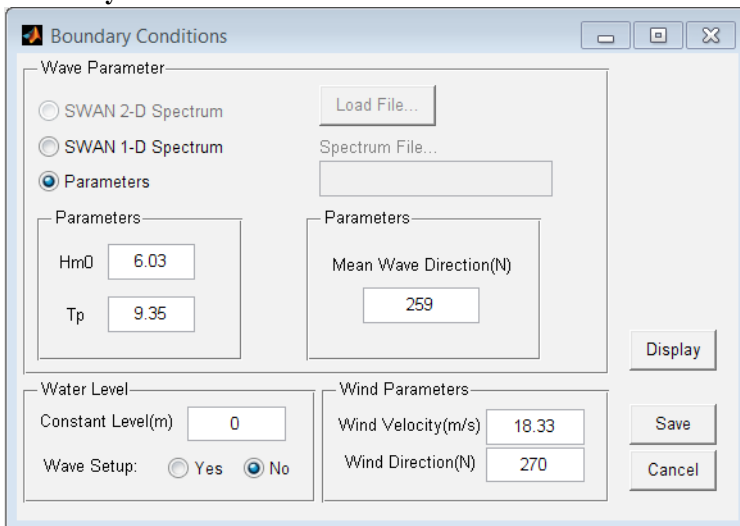 Boundary Conditions
Wave Parameter
SWAN 2-D Spectrum
Load File...
SWAN 1-D Spectrum
Spectrum File...
Parameters
Parameters
Parameters
Hm0 6.03
Mean Wave Direction(N)
259
Tp 9.35
Display
Water Level
Wind Parameters
Constant Level(m) 0
Wind Velocity(m/s) 18.33
Save
Wave Setup: Yes No
Wind Direction(N) 270
Cancel